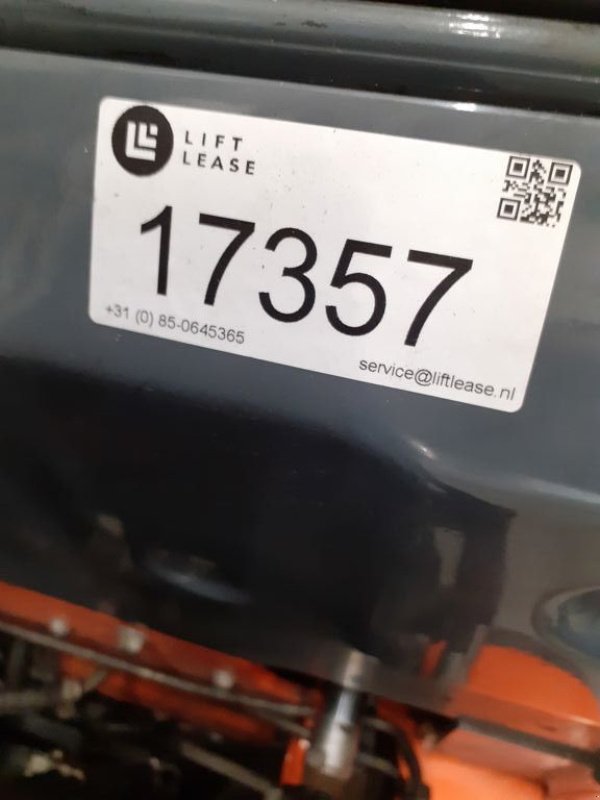 LIFT
LEASE
17357
+31 (0) 85-0645365
service@liftlease.nl